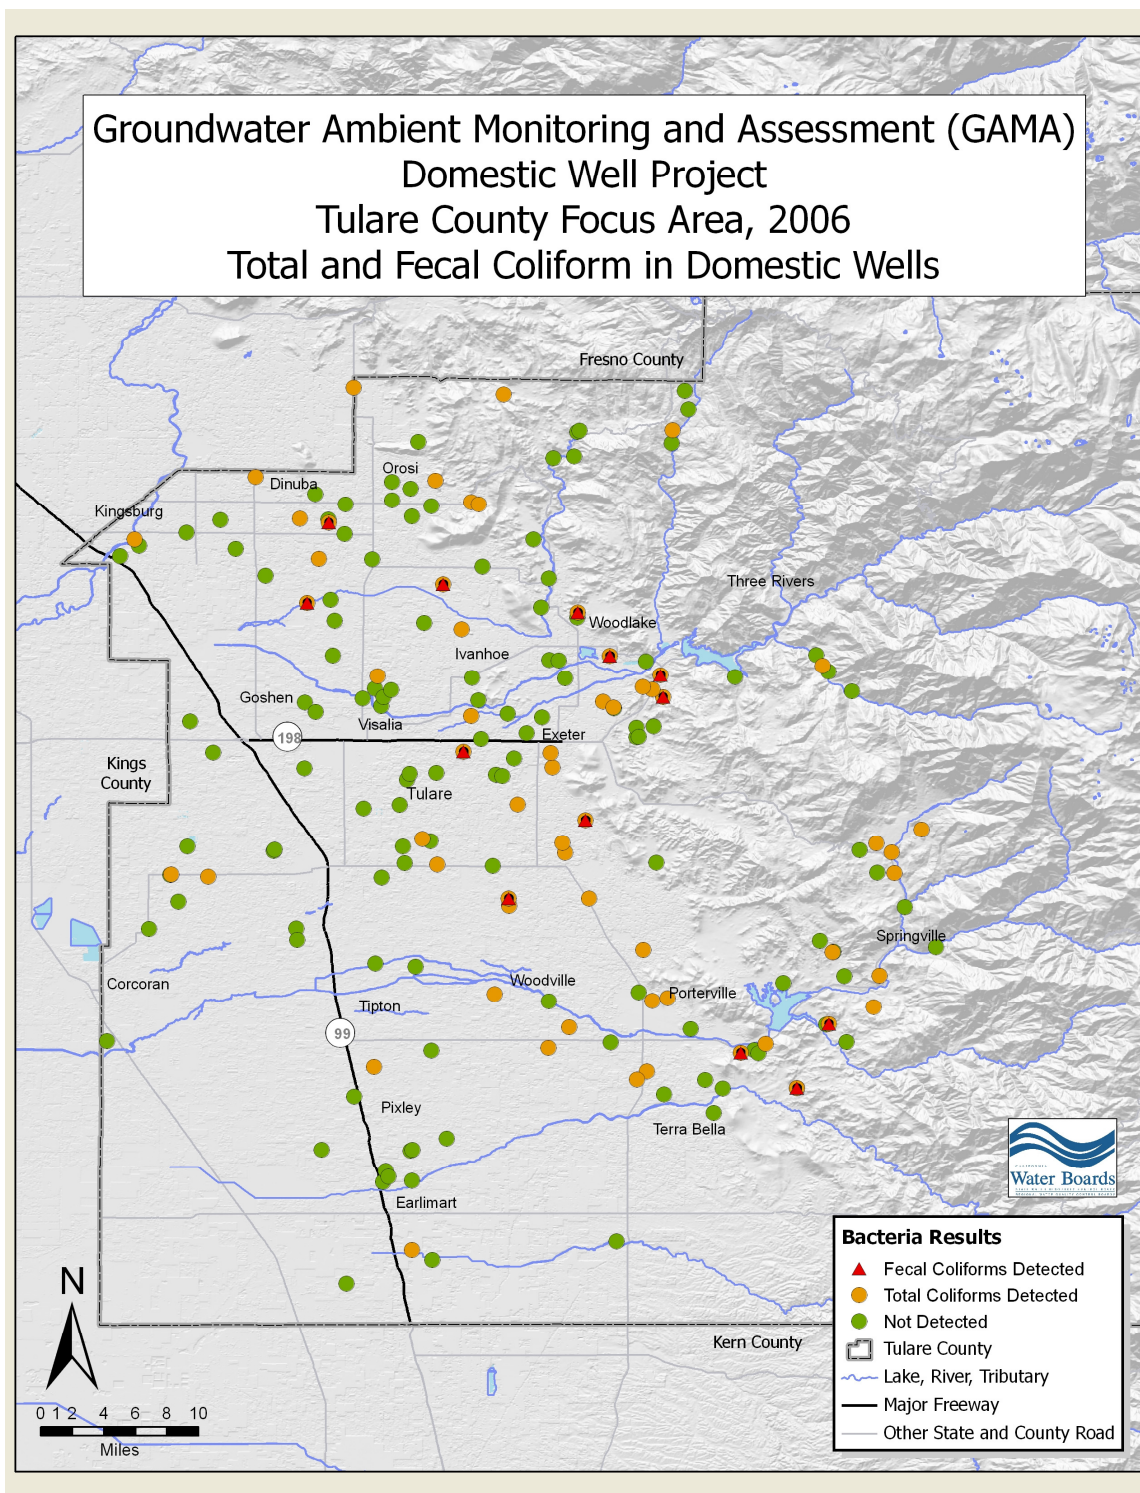 Groundwater Ambient Monitoring and Assessment (GAMA)
Domestic Well Project
Tulare County Focus Area, 2006
Total and Fecal Coliform in Domestic Wells
Fresno County
Orosi
Dinuba
Kingsburg
Three Rivers
Woodlake
Ivanhoe
Goshen
Visalia
198
Exeter
Kings
County
Tulare
Springville
Corcoran
Woodville
Porterville
Tipton
99
Pixley
Terra Bella
Earlimart
Water Boards
Bacteria Results
Fecal Coliforms Detected
Total Coliforms Detected
Not Detected
Tulare County
Lake, River, Tributary
Major Freeway
Other State and County Road
N
Kern County
0 1 2 4 6 8 10
Miles